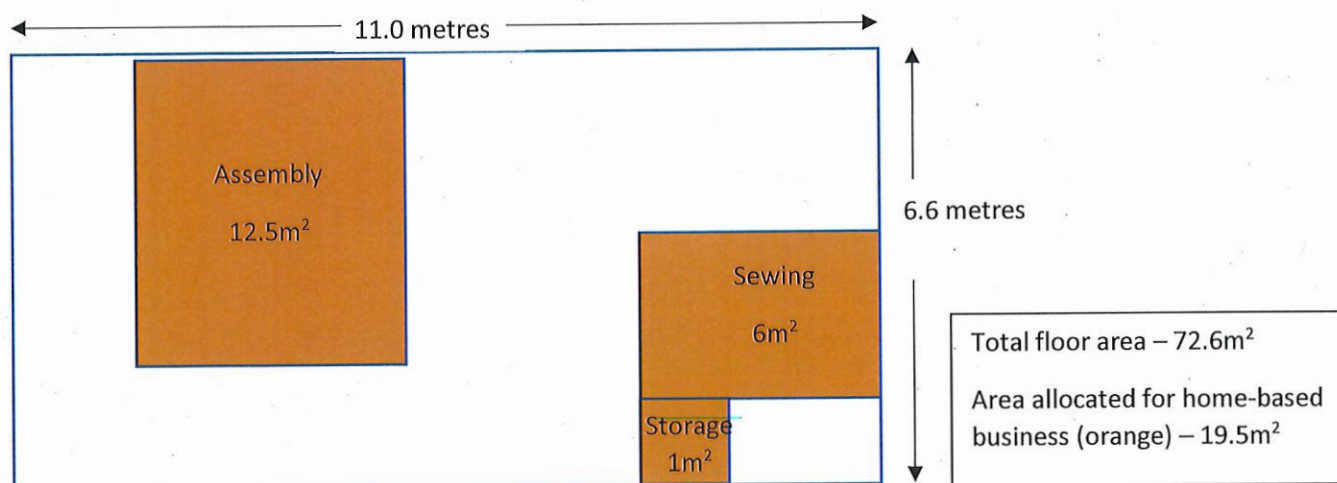 11.0 metres
Assembly
12.5m²
6.6 metres
Sewing
6m²
Storage
1m²
Total floor area – 72.6m²
Area allocated for home-based
business (orange) – 19.5m²